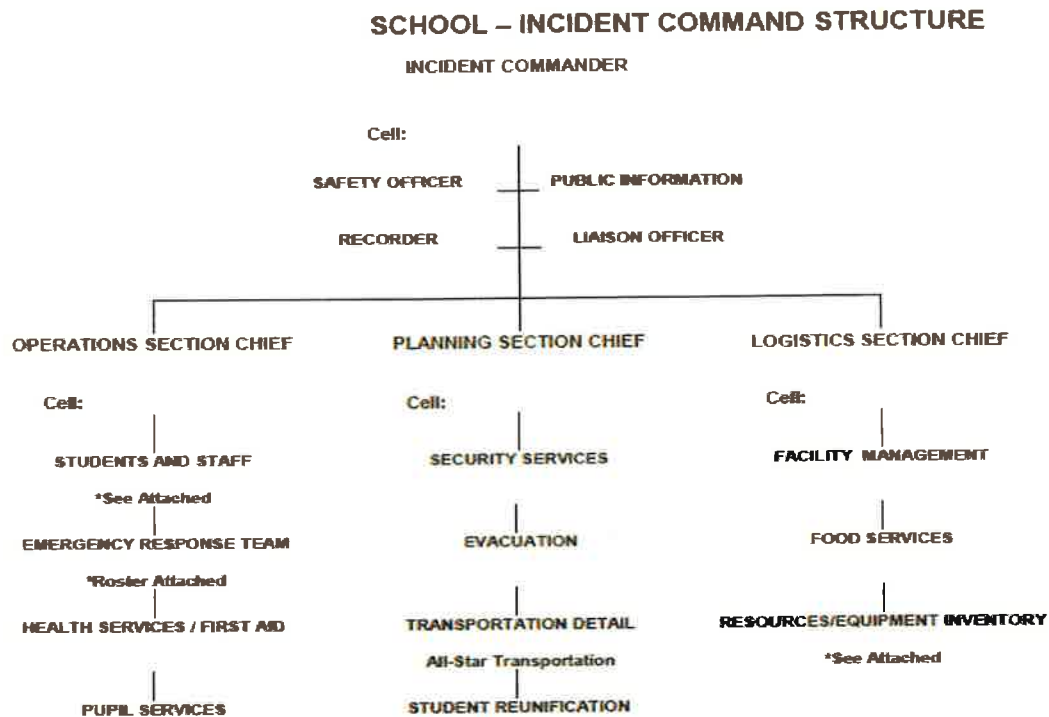 SCHOOL – INCIDENT COMMAND STRUCTURE
INCIDENT COMMANDER
Cell:
SAFETY OFFICER PUBLIC INFORMATION
RECORDER LIAISON OFFICER
OPERATIONS SECTION CHIEF PLANNING SECTION CHIEF LOGISTICS SECTION CHIEF
Cell: Cell: Cell:
STUDENTS AND STAFF SECURITY SERVICES FACILITY MANAGEMENT
*See Attached
EMERGENCY RESPONSE TEAM EVACUATION FOOD SERVICES
*Roster Attached
HEALTH SERVICES / FIRST AID TRANSPORTATION DETAIL RESOURCES/EQUIPMENT INVENTORY
All-Star Transportation *See Attached
PUPIL SERVICES STUDENT REUNIFICATION